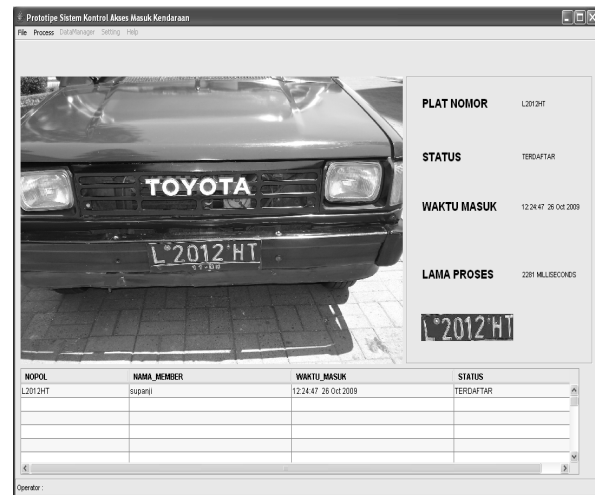 Prototipe Sistem Kontrol Akses Masuk Kendaraan
File Process DataManager Setting Help
TOYOTA
L 2012 HT
PLAT NOMOR L2012HT
STATUS TERDAFTAR
WAKTU MASUK 12:24:47 26 Oct 2009
LAMA PROSES 2281 MILLISECONDS
L 2012 HT
NOPOL NAMA_MEMBER WAKTU_MASUK STATUS
L2012HT supanji 12:24:47 26 Oct 2009 TERDAFTAR
Operator :